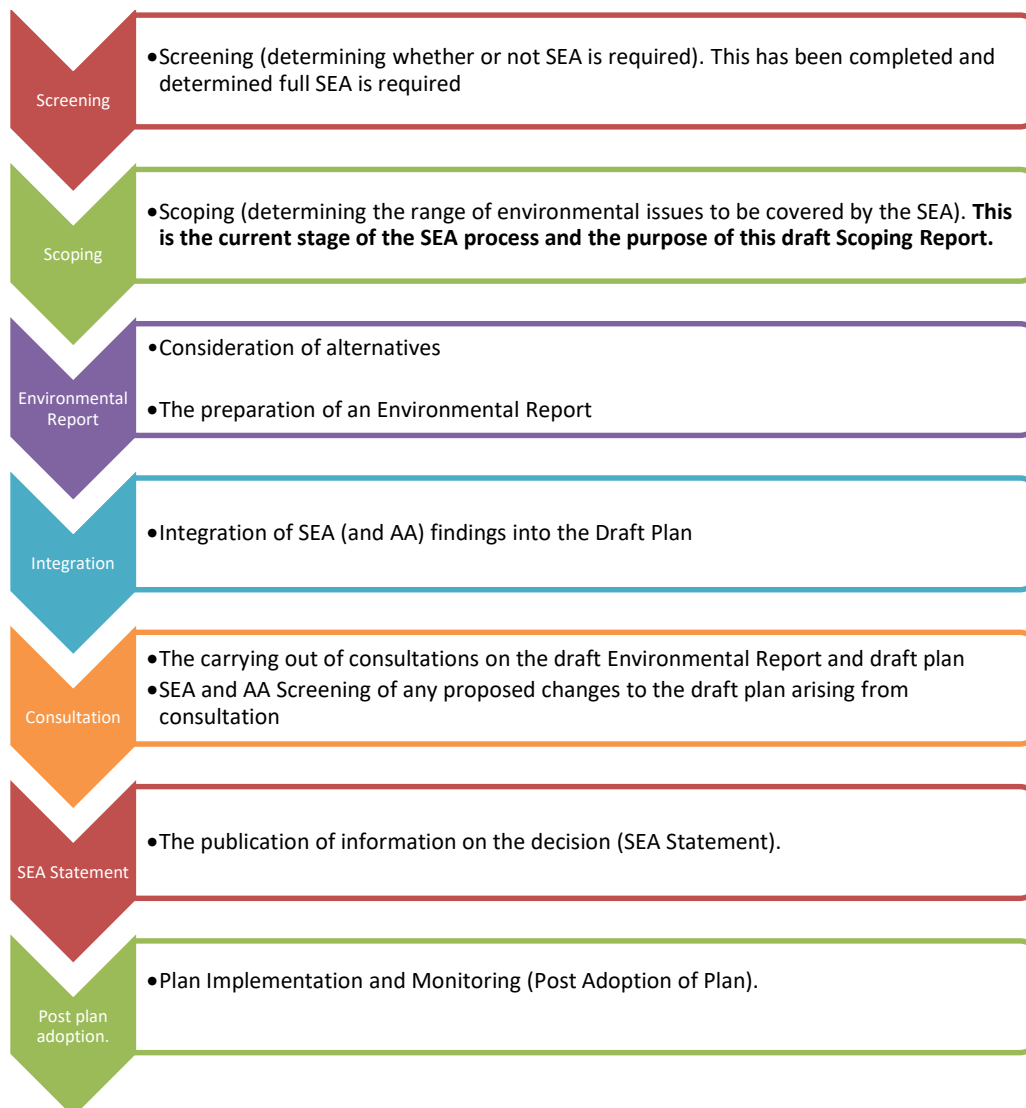 Screening
•Screening (determining whether or not SEA is required). This has been completed and
determined full SEA is required
Scoping
•Scoping (determining the range of environmental issues to be covered by the SEA). This
is the current stage of the SEA process and the purpose of this draft Scoping Report.
Environmental
Report
•Consideration of alternatives
•The preparation of an Environmental Report
Integration
•Integration of SEA (and AA) findings into the Draft Plan
Consultation
•The carrying out of consultations on the draft Environmental Report and draft plan
•SEA and AA Screening of any proposed changes to the draft plan arising from
consultation
SEA Statement
•The publication of information on the decision (SEA Statement).
Post plan
adoption.
•Plan Implementation and Monitoring (Post Adoption of Plan).